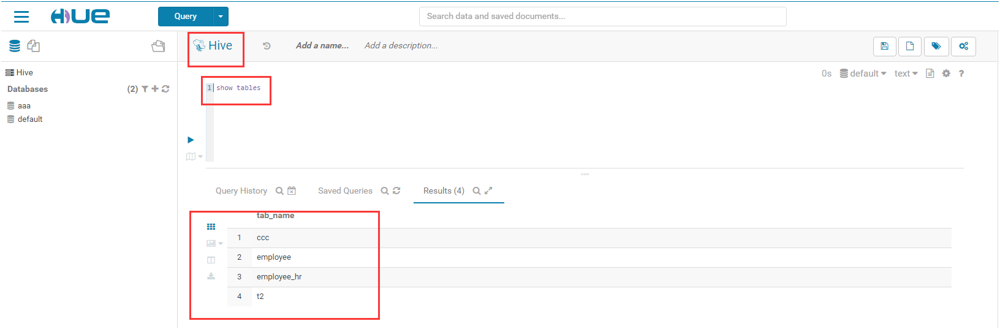 HUE
Query
Search data and saved documents...
Hive
Add a name...
Add a description...
Hive
0s
default
text
?
Databases
(2)
aaa
default
1
show tables
Query History
Saved Queries
Results (4)
tab_name
1 ccc
2 employee
3 employee_hr
4 t2